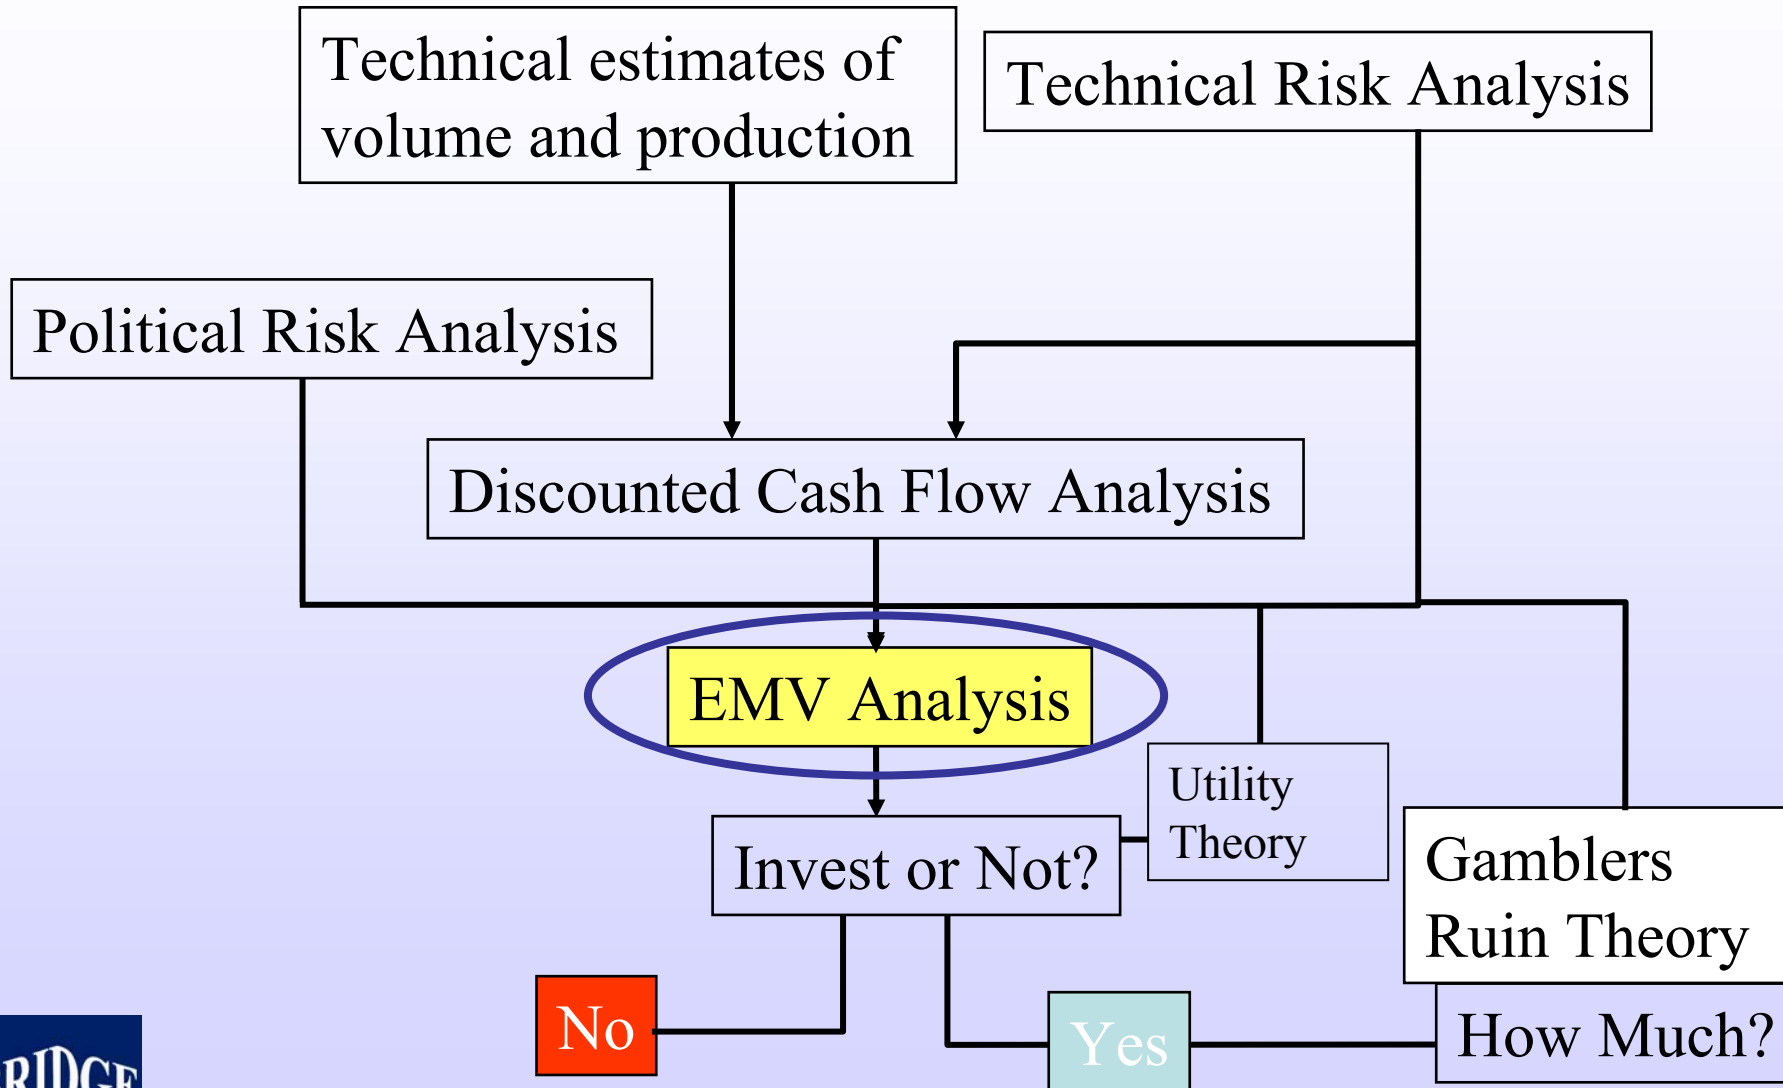 Technical estimates of
volume and production
Technical Risk Analysis
Political Risk Analysis
Discounted Cash Flow Analysis
EMV Analysis
Utility
Theory
Invest or Not?
Gamblers
Ruin Theory
No
Yes
How Much?
RIDGE